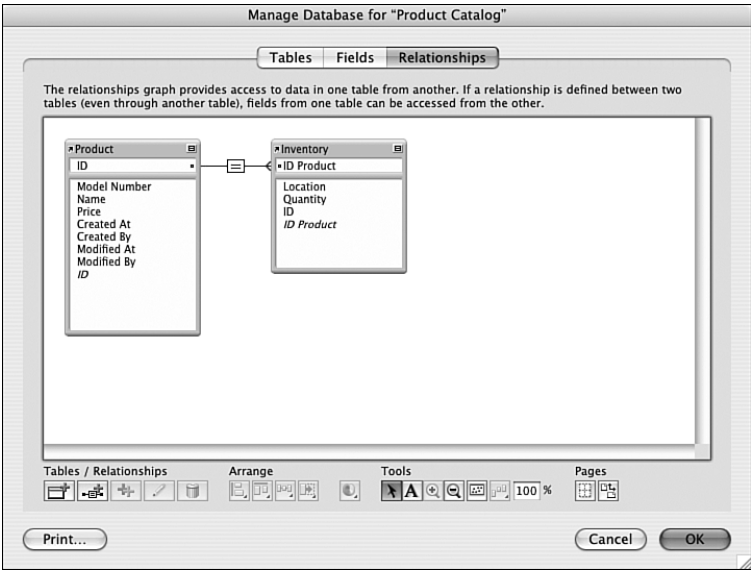 Manage Database for “Product Catalog”
Tables Fields Relationships
The relationships graph provides access to data in one table from another. If a relationship is defined between two
tables (even through another table), fields from one table can be accessed from the other.
Product
ID
Model Number
Name
Price
Created At
Created By
Modified At
Modified By
ID
=
Inventory
ID Product
Location
Quantity
ID
ID Product
Tables / Relationships Arrange Tools Pages
A 100 %
Print... Cancel OK